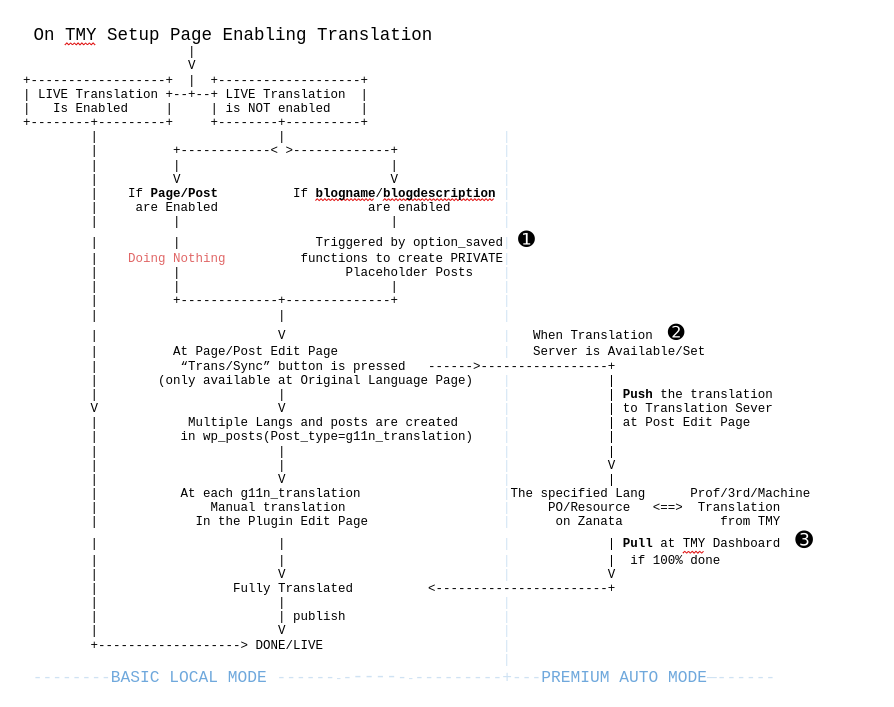 On TMY Setup Page Enabling Translation
LIVE Translation
Is Enabled
LIVE Translation
is NOT enabled
If Page/Post
are Enabled
If blogname/blogdescription
are enabled
Doing Nothing
Triggered by option_saved ❶
functions to create PRIVATE
Placeholder Posts
When Translation ❷
Server is Available/Set
At Page/Post Edit Page
“Trans/Sync” button is pressed
(only available at Original Language Page)
Push the translation
to Translation Sever
at Post Edit Page
Multiple Langs and posts are created
in wp_posts(Post_type=g11n_translation)
At each g11n_translation
Manual translation
In the Plugin Edit Page
The specified Lang
PO/Resource
on Zanata
<==>
Prof/3rd/Machine
Translation
from TMY
Pull at TMY Dashboard ❸
if 100% done
Fully Translated
publish
DONE/LIVE
BASIC LOCAL MODE
PREMIUM AUTO MODE